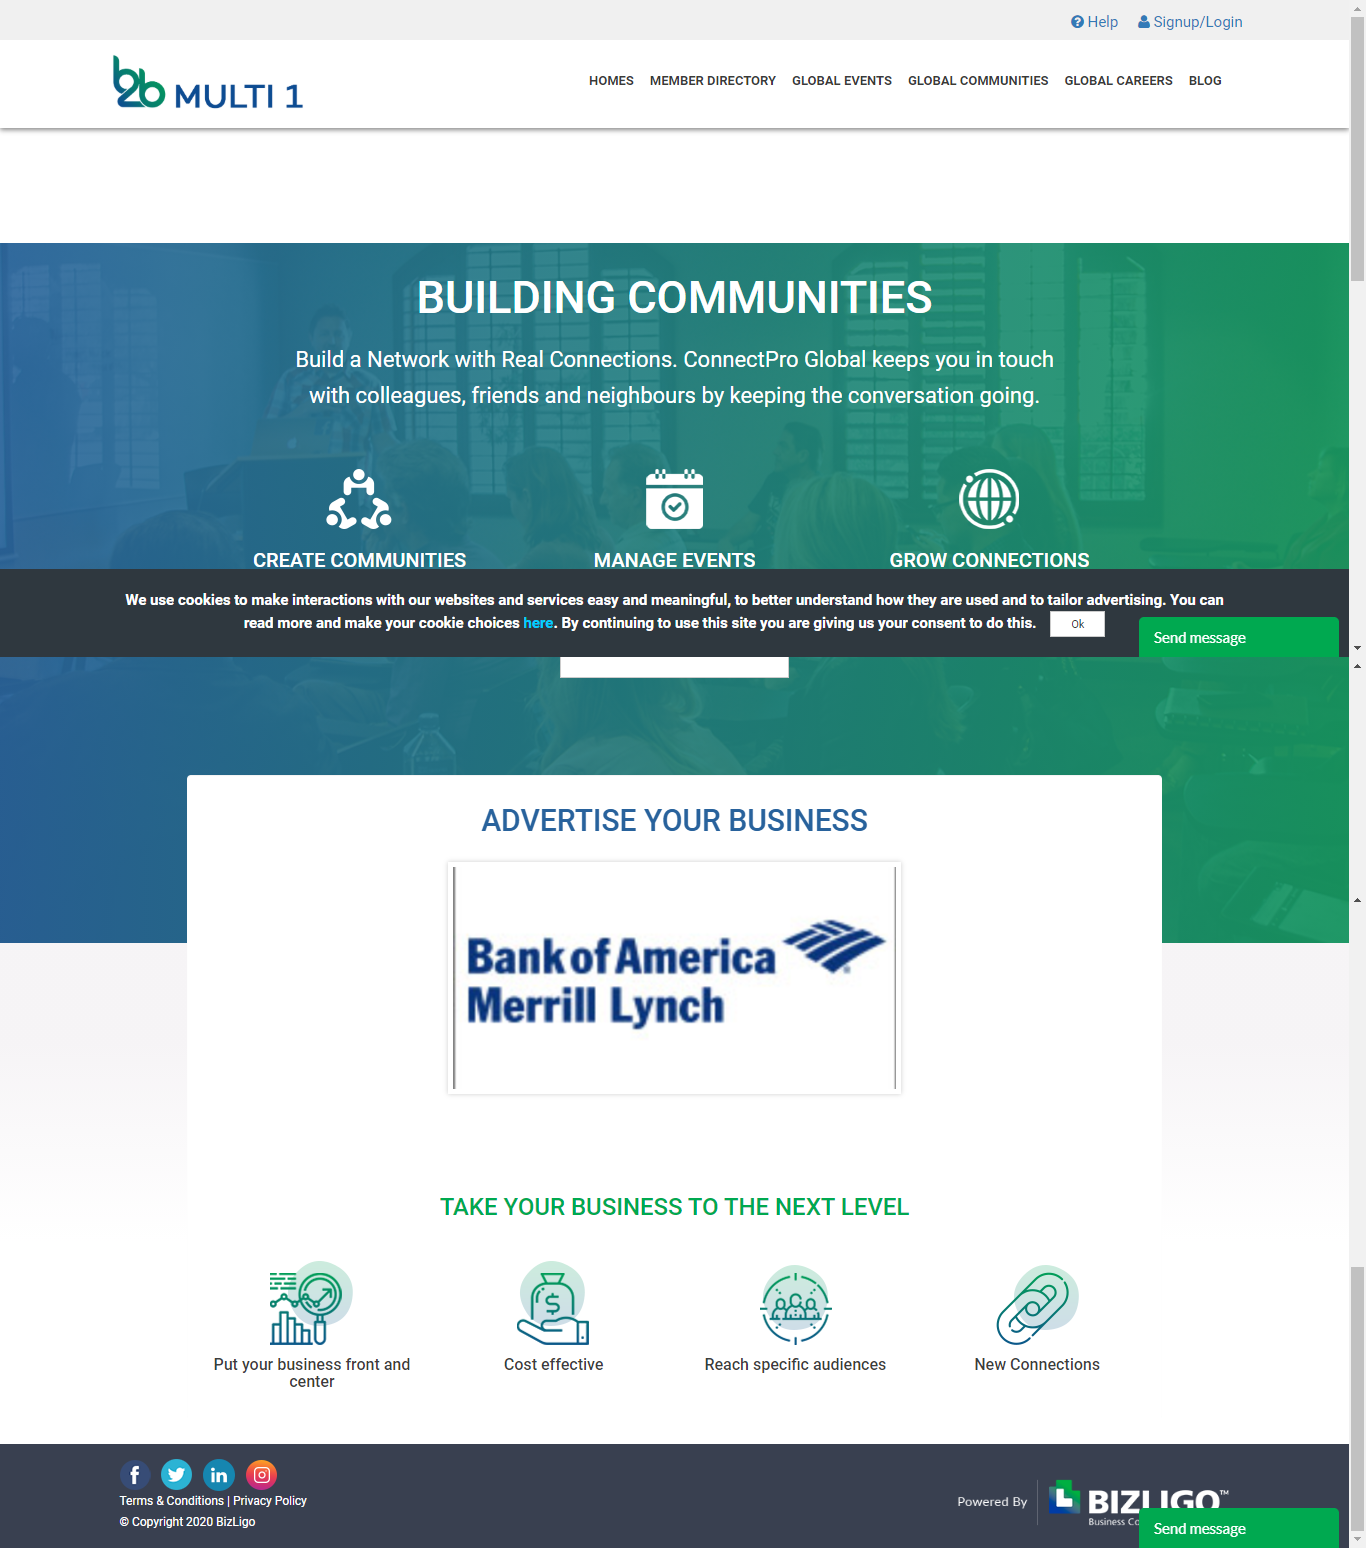 Help Signup/Login
b2b MULTI 1
HOMES MEMBER DIRECTORY GLOBAL EVENTS GLOBAL COMMUNITIES GLOBAL CAREERS BLOG
BUILDING COMMUNITIES
Build a Network with Real Connections. ConnectPro Global keeps you in touch
with colleagues, friends and neighbours by keeping the conversation going.
CREATE COMMUNITIES
MANAGE EVENTS
GROW CONNECTIONS
We use cookies to make interactions with our websites and services easy and meaningful, to better understand how they are used and to tailor advertising. You can
read more and make your cookie choices here. By continuing to use this site you are giving us your consent to do this. Ok
Send message
ADVERTISE YOUR BUSINESS
Bank of America
Merrill Lynch
TAKE YOUR BUSINESS TO THE NEXT LEVEL
Put your business front and
center
Cost effective
Reach specific audiences
New Connections
Terms & Conditions | Privacy Policy
© Copyright 2020 BizLigo
Powered By
BIZLIGO™
Business
Send message